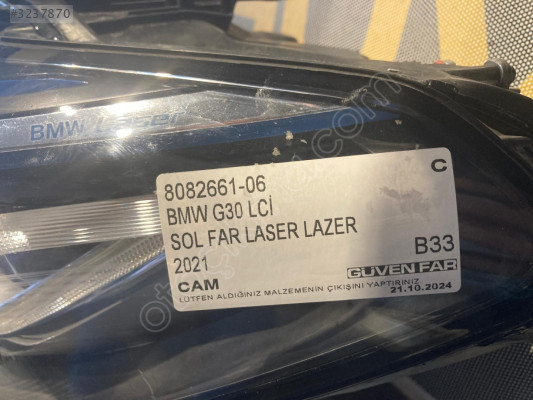 #3237870
BMW Laser
8082661-06
C
BMW G30 LCİ
SOL FAR LASER LAZER
2021
B33
CAM
GÜVEN FAR
LÜTFEN ALDIĞINIZ MALZEMENİN ÇIKIŞINI YAPTIRINIZ
21.10.2024